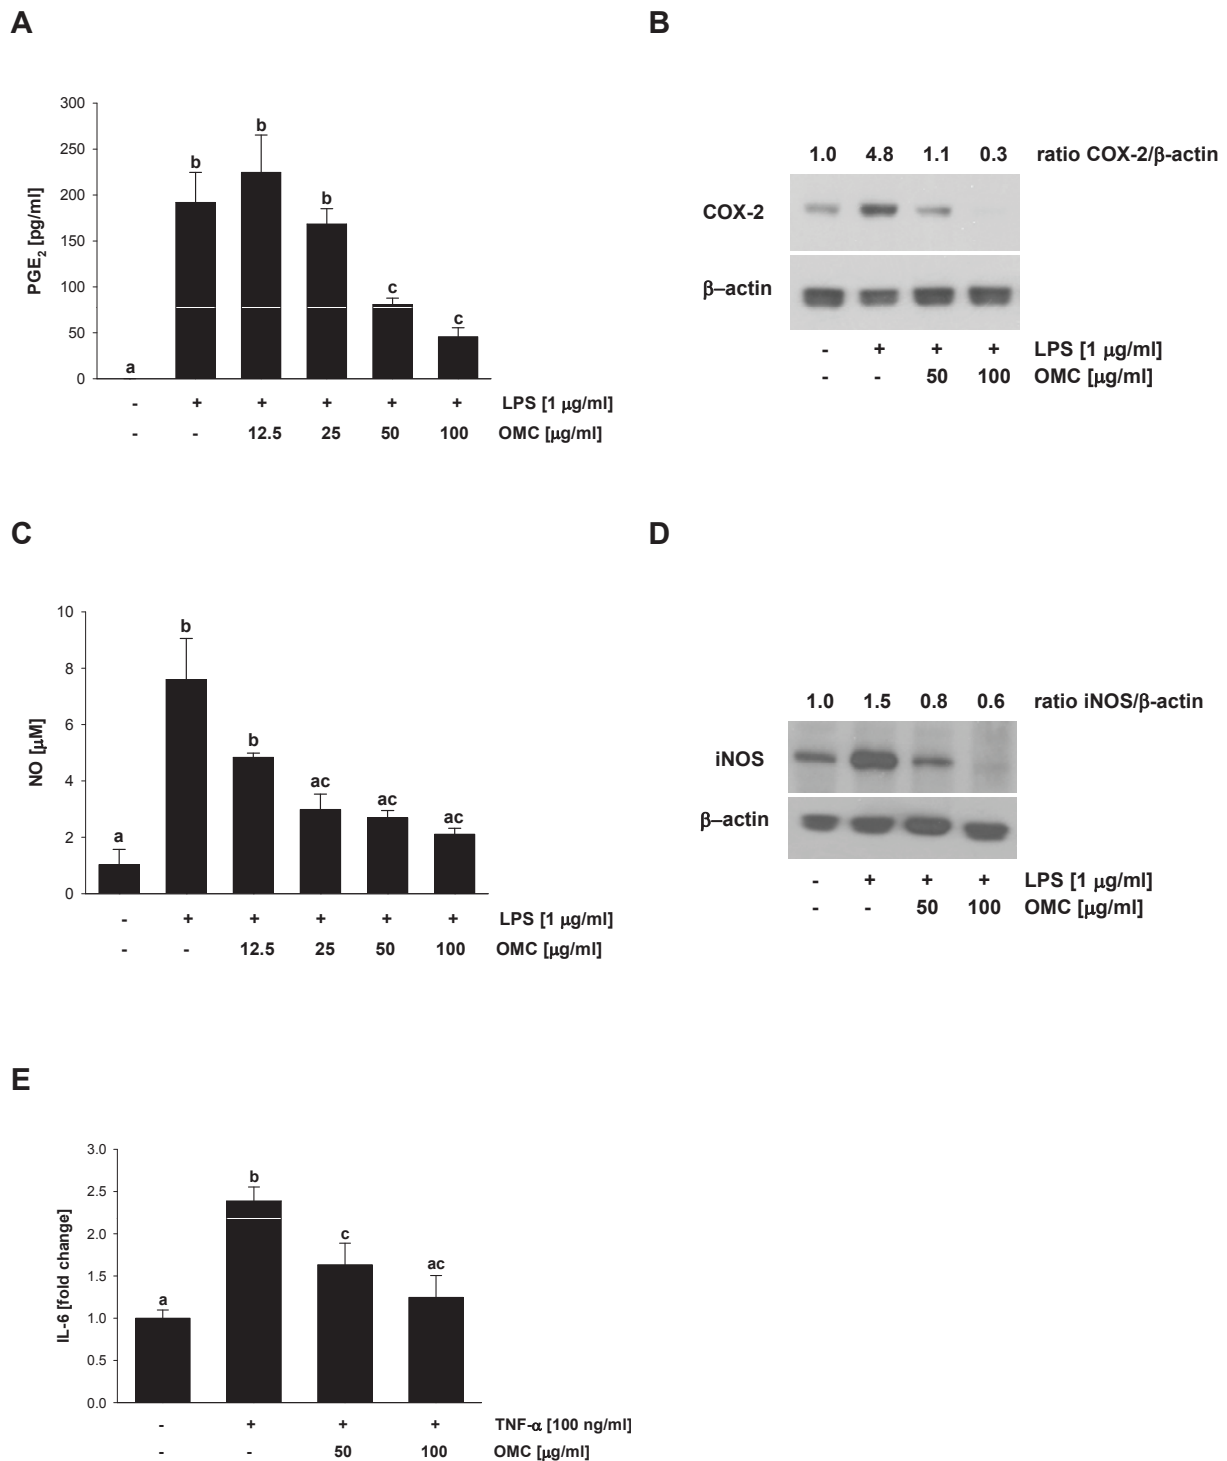 A
PGE2 [pg/ml]
300
250
200
150
100
50
0
a
b
b
b
c
c
- + + + + + LPS [1 μg/ml]
- - 12.5 25 50 100 OMC [μg/ml]
B
1.0 4.8 1.1 0.3 ratio COX-2/β-actin
COX-2
β–actin
- + + + LPS [1 μg/ml]
- - 50 100 OMC [μg/ml]
C
NO [μM]
10
8
6
4
2
0
a
b
b
ac
ac
ac
- + + + + + LPS [1 μg/ml]
- - 12.5 25 50 100 OMC [μg/ml]
D
1.0 1.5 0.8 0.6 ratio iNOS/β-actin
iNOS
β–actin
- + + + LPS [1 μg/ml]
- - 50 100 OMC [μg/ml]
E
IL-6 [fold change]
3.0
2.5
2.0
1.5
1.0
0.5
0.0
a
b
c
ac
- + + + TNF-α [100 ng/ml]
- - 50 100 OMC [μg/ml]